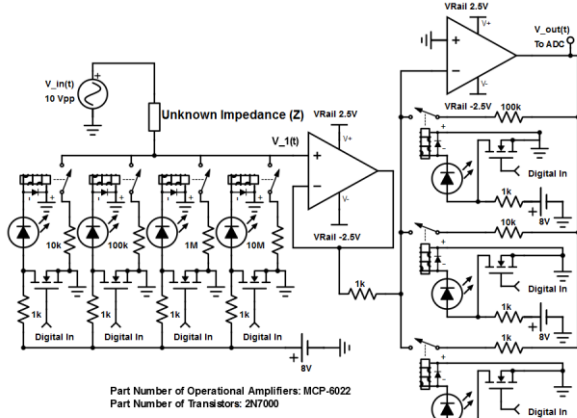 VRail 2.5V
V_out(t)
To ADC
V+
V-
V_in(t)
10 Vpp
Unknown Impedance (Z)
VRail -2.5V
100k
VRail 2.5V
V_1(t)
V+
V-
Digital In
1k
8V
VRail -2.5V
10k
100k
1M
10M
10k
Digital In
1k
1k
8V
1k
1k
1k
1k
1k
Digital In
Digital In
Digital In
Digital In
8V
Digital In
Part Number of Operational Amplifiers: MCP-6022
Part Number of Transistors: 2N7000